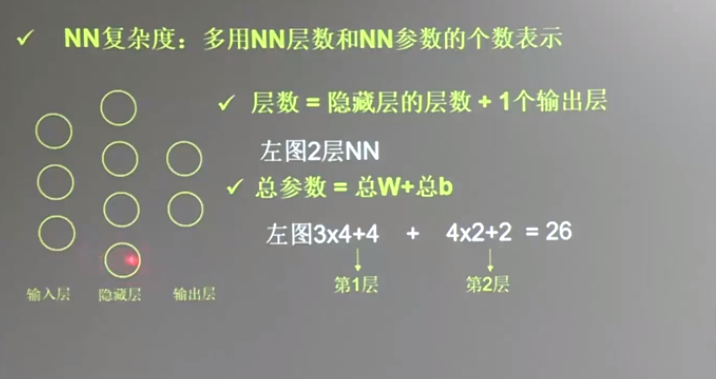 ✓ NN复杂度：多用NN层数和NN参数的个数表示
✓ 层数 = 隐藏层的层数 + 1个输出层
左图2层NN
✓ 总参数 = 总W+总b
左图3x4+4 + 4x2+2 = 26
第1层 第2层
输入层 隐藏层 输出层